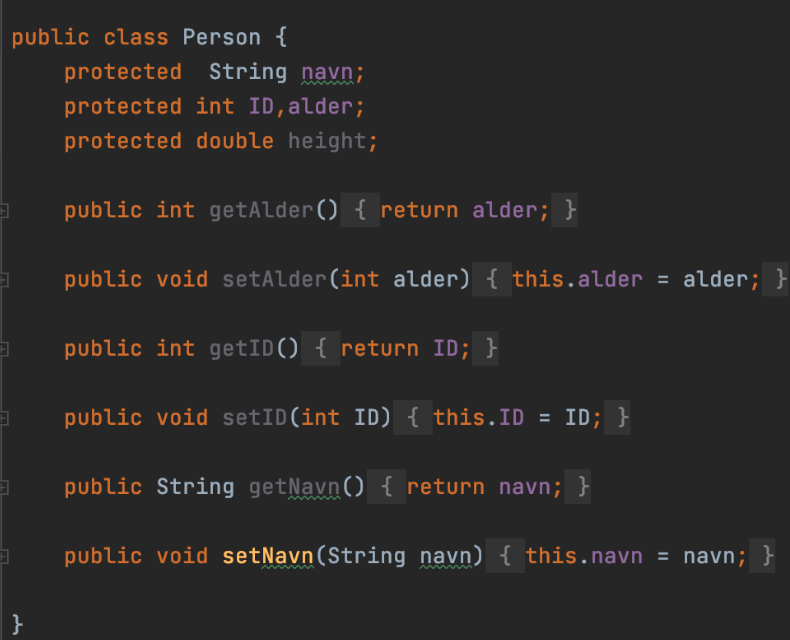 public class Person {
protected  String navn;
protected int ID,alder;
protected double height;
public int getAlder() { return alder; }
public void setAlder(int alder) { this.alder = alder; }
public int getID() { return ID; }
public void setID(int ID) { this.ID = ID; }
public String getNavn() { return navn; }
public void setNavn(String navn) { this.navn = navn; }
}